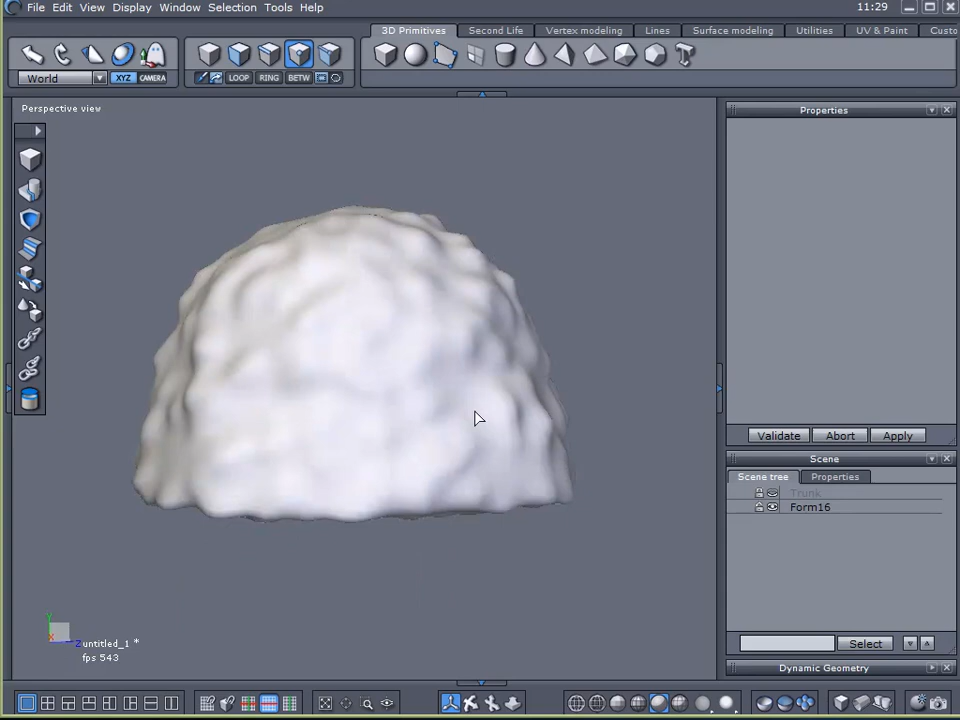 File Edit View Display Window Selection Tools Help 11:29
3D Primitives Second Life Vertex modeling Lines Surface modeling Utilities UV & Paint Custo
World XYZ CAMERA LOOP RING BETW
Perspective view
Properties
Validate Abort Apply
Scene
Scene tree Properties
Trunk
Form16
Select
Dynamic Geometry
Y
X Z
untitled_1 *
fps 543